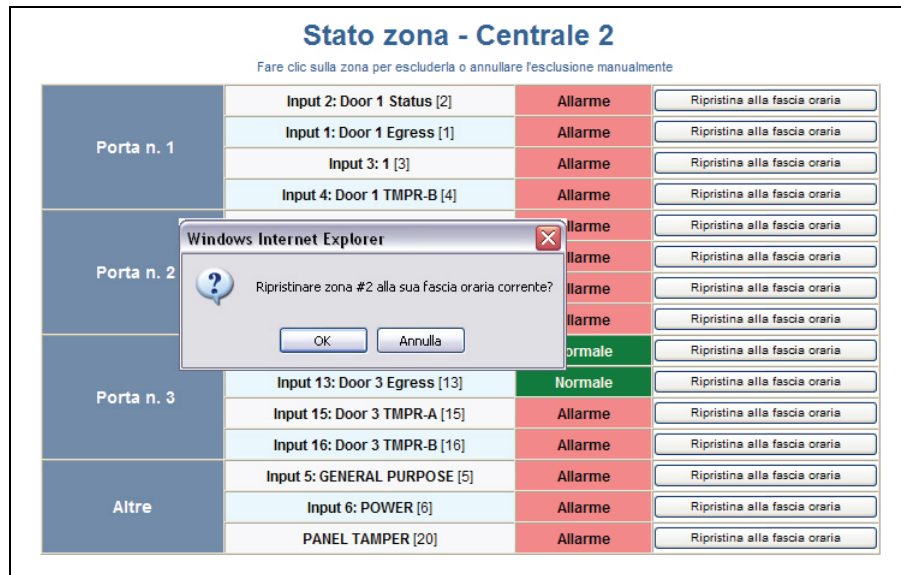 Stato zona - Centrale 2
Fare clic sulla zona per escluderla o annullare l'esclusione manualmente
Porta n. 1
Input 2: Door 1 Status [2] Allarme Ripristina alla fascia oraria
Input 1: Door 1 Egress [1] Allarme Ripristina alla fascia oraria
Input 3: 1 [3] Allarme Ripristina alla fascia oraria
Input 4: Door 1 TMPR-B [4] Allarme Ripristina alla fascia oraria
Porta n. 2
llarme Ripristina alla fascia oraria
llarme Ripristina alla fascia oraria
llarme Ripristina alla fascia oraria
llarme Ripristina alla fascia oraria
Windows Internet Explorer
Ripristinare zona #2 alla sua fascia oraria corrente?
OK Annulla
Porta n. 3
ormale Ripristina alla fascia oraria
Input 13: Door 3 Egress [13] Normale Ripristina alla fascia oraria
Input 15: Door 3 TMPR-A [15] Allarme Ripristina alla fascia oraria
Input 16: Door 3 TMPR-B [16] Allarme Ripristina alla fascia oraria
Altre
Input 5: GENERAL PURPOSE [5] Allarme Ripristina alla fascia oraria
Input 6: POWER [6] Allarme Ripristina alla fascia oraria
PANEL TAMPER [20] Allarme Ripristina alla fascia oraria